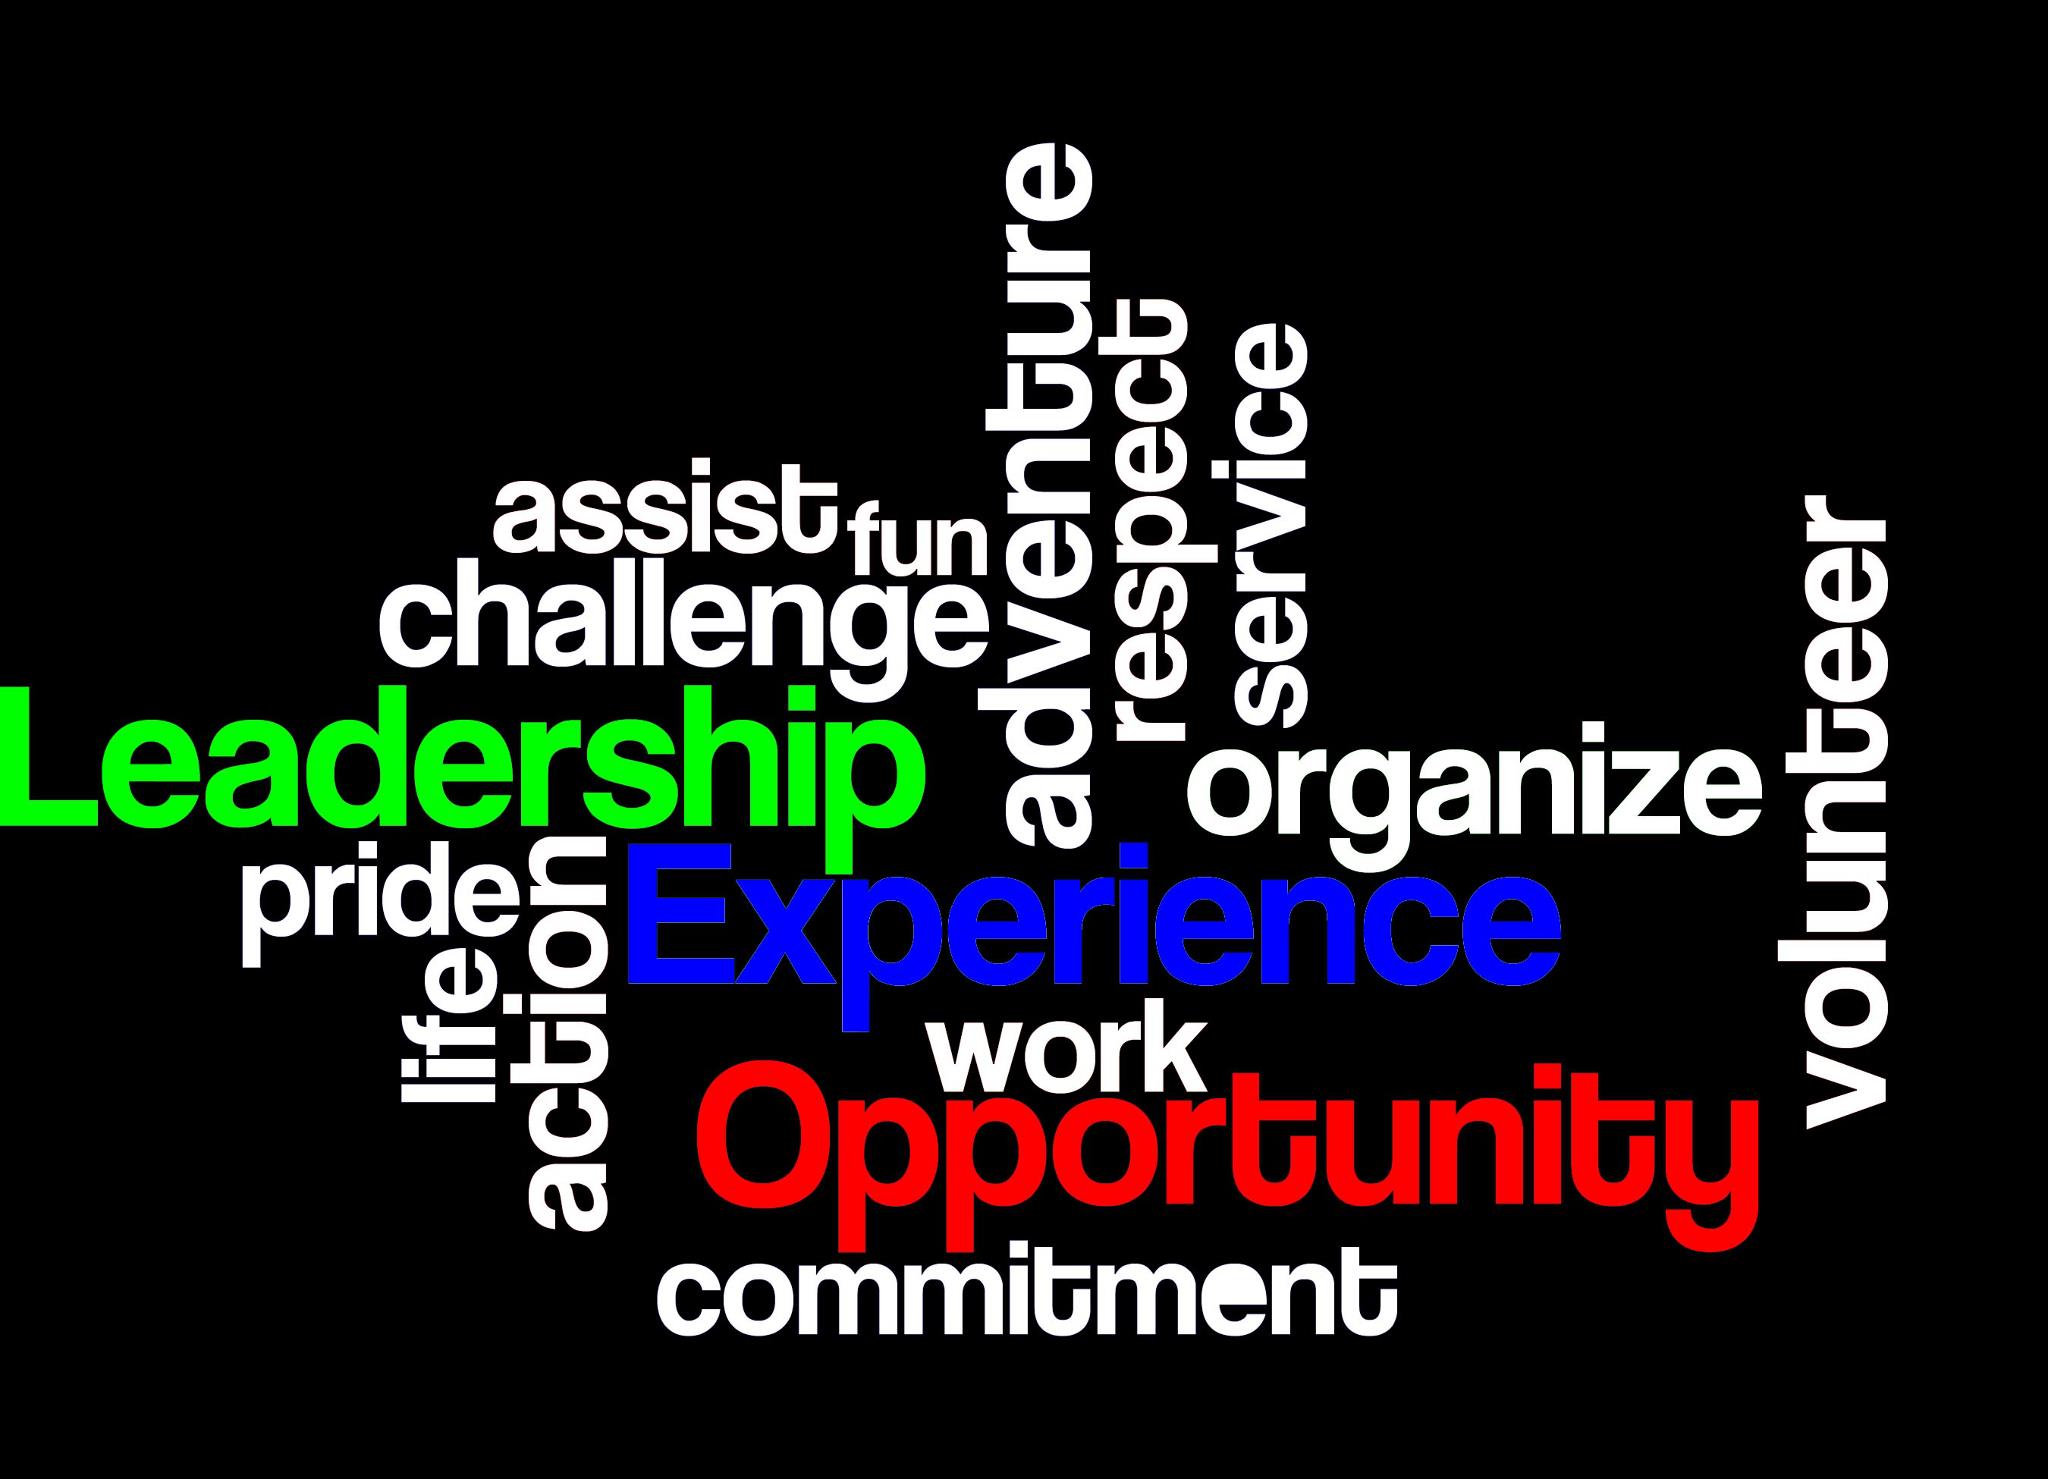 adventure
respect
service
assist
fun
challenge
volunteer
Leadership
organize
pride
action
Experience
life
work
Opportunity
commitment